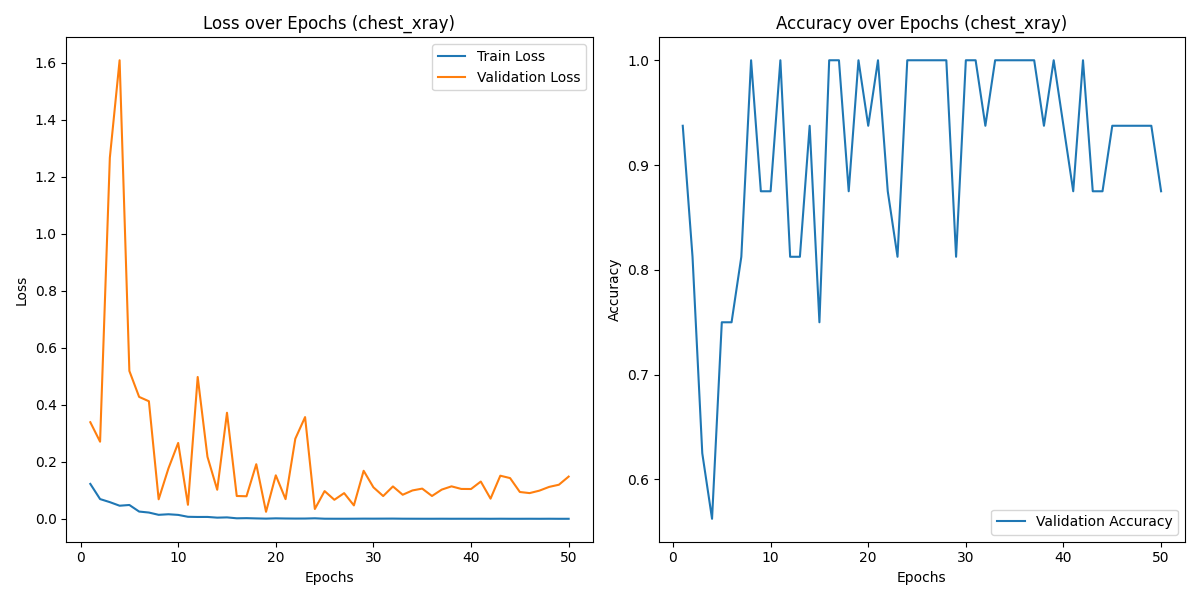 Loss over Epochs (chest_xray)
Train Loss
Validation Loss
1.6
1.4
1.2
1.0
0.8
0.6
0.4
0.2
0.0
Loss
0 10 20 30 40 50
Epochs
Accuracy over Epochs (chest_xray)
1.0
0.9
0.8
0.7
0.6
Accuracy
Validation Accuracy
0 10 20 30 40 50
Epochs